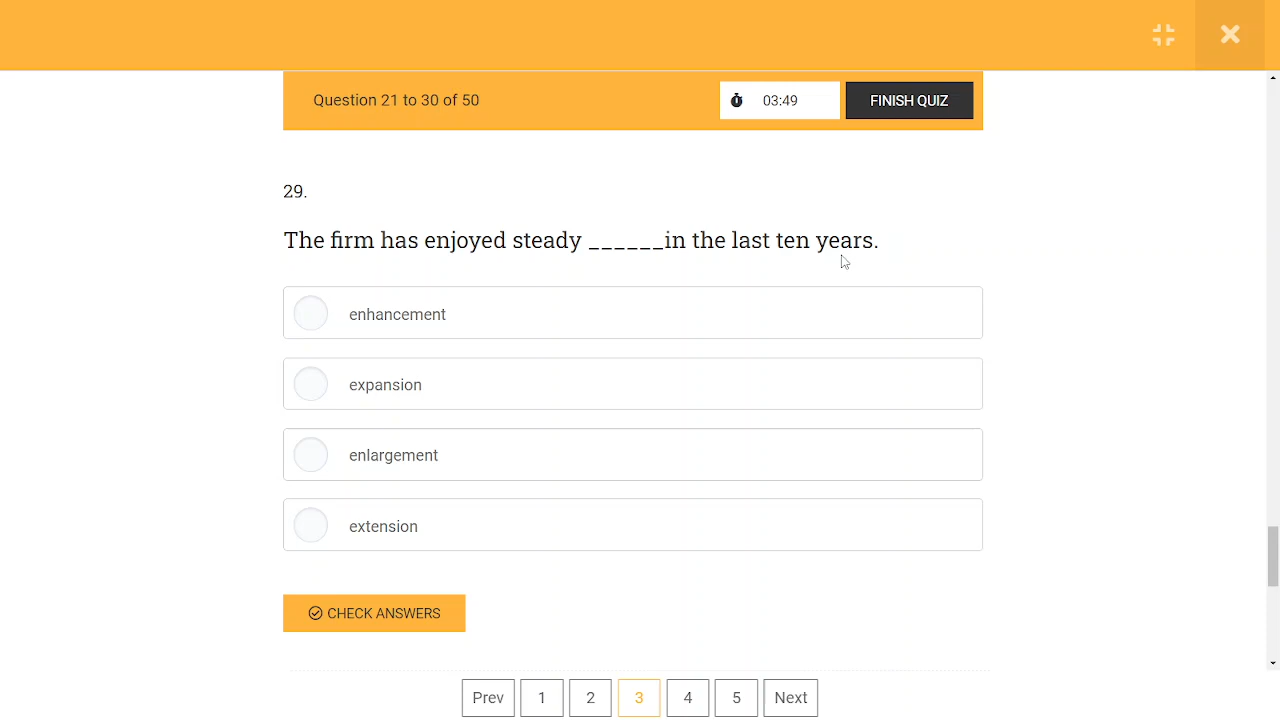 Question 21 to 30 of 50
03:49
FINISH QUIZ
29.
The firm has enjoyed steady ______in the last ten years.
enhancement
expansion
enlargement
extension
CHECK ANSWERS
Prev 1 2 3 4 5 Next